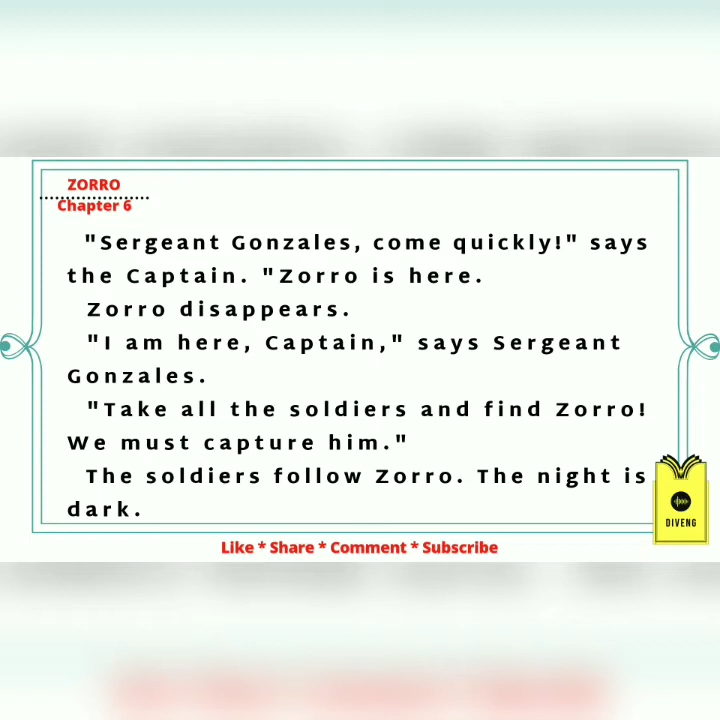 ZORRO
Chapter 6
"Sergeant Gonzales, come quickly!" says
the Captain. "Zorro is here.
Zorro disappears.
"I am here, Captain," says Sergeant
Gonzales.
"Take all the soldiers and find Zorro!
We must capture him."
The soldiers follow Zorro. The night is
dark.
DIVENG
Like * Share * Comment * Subscribe